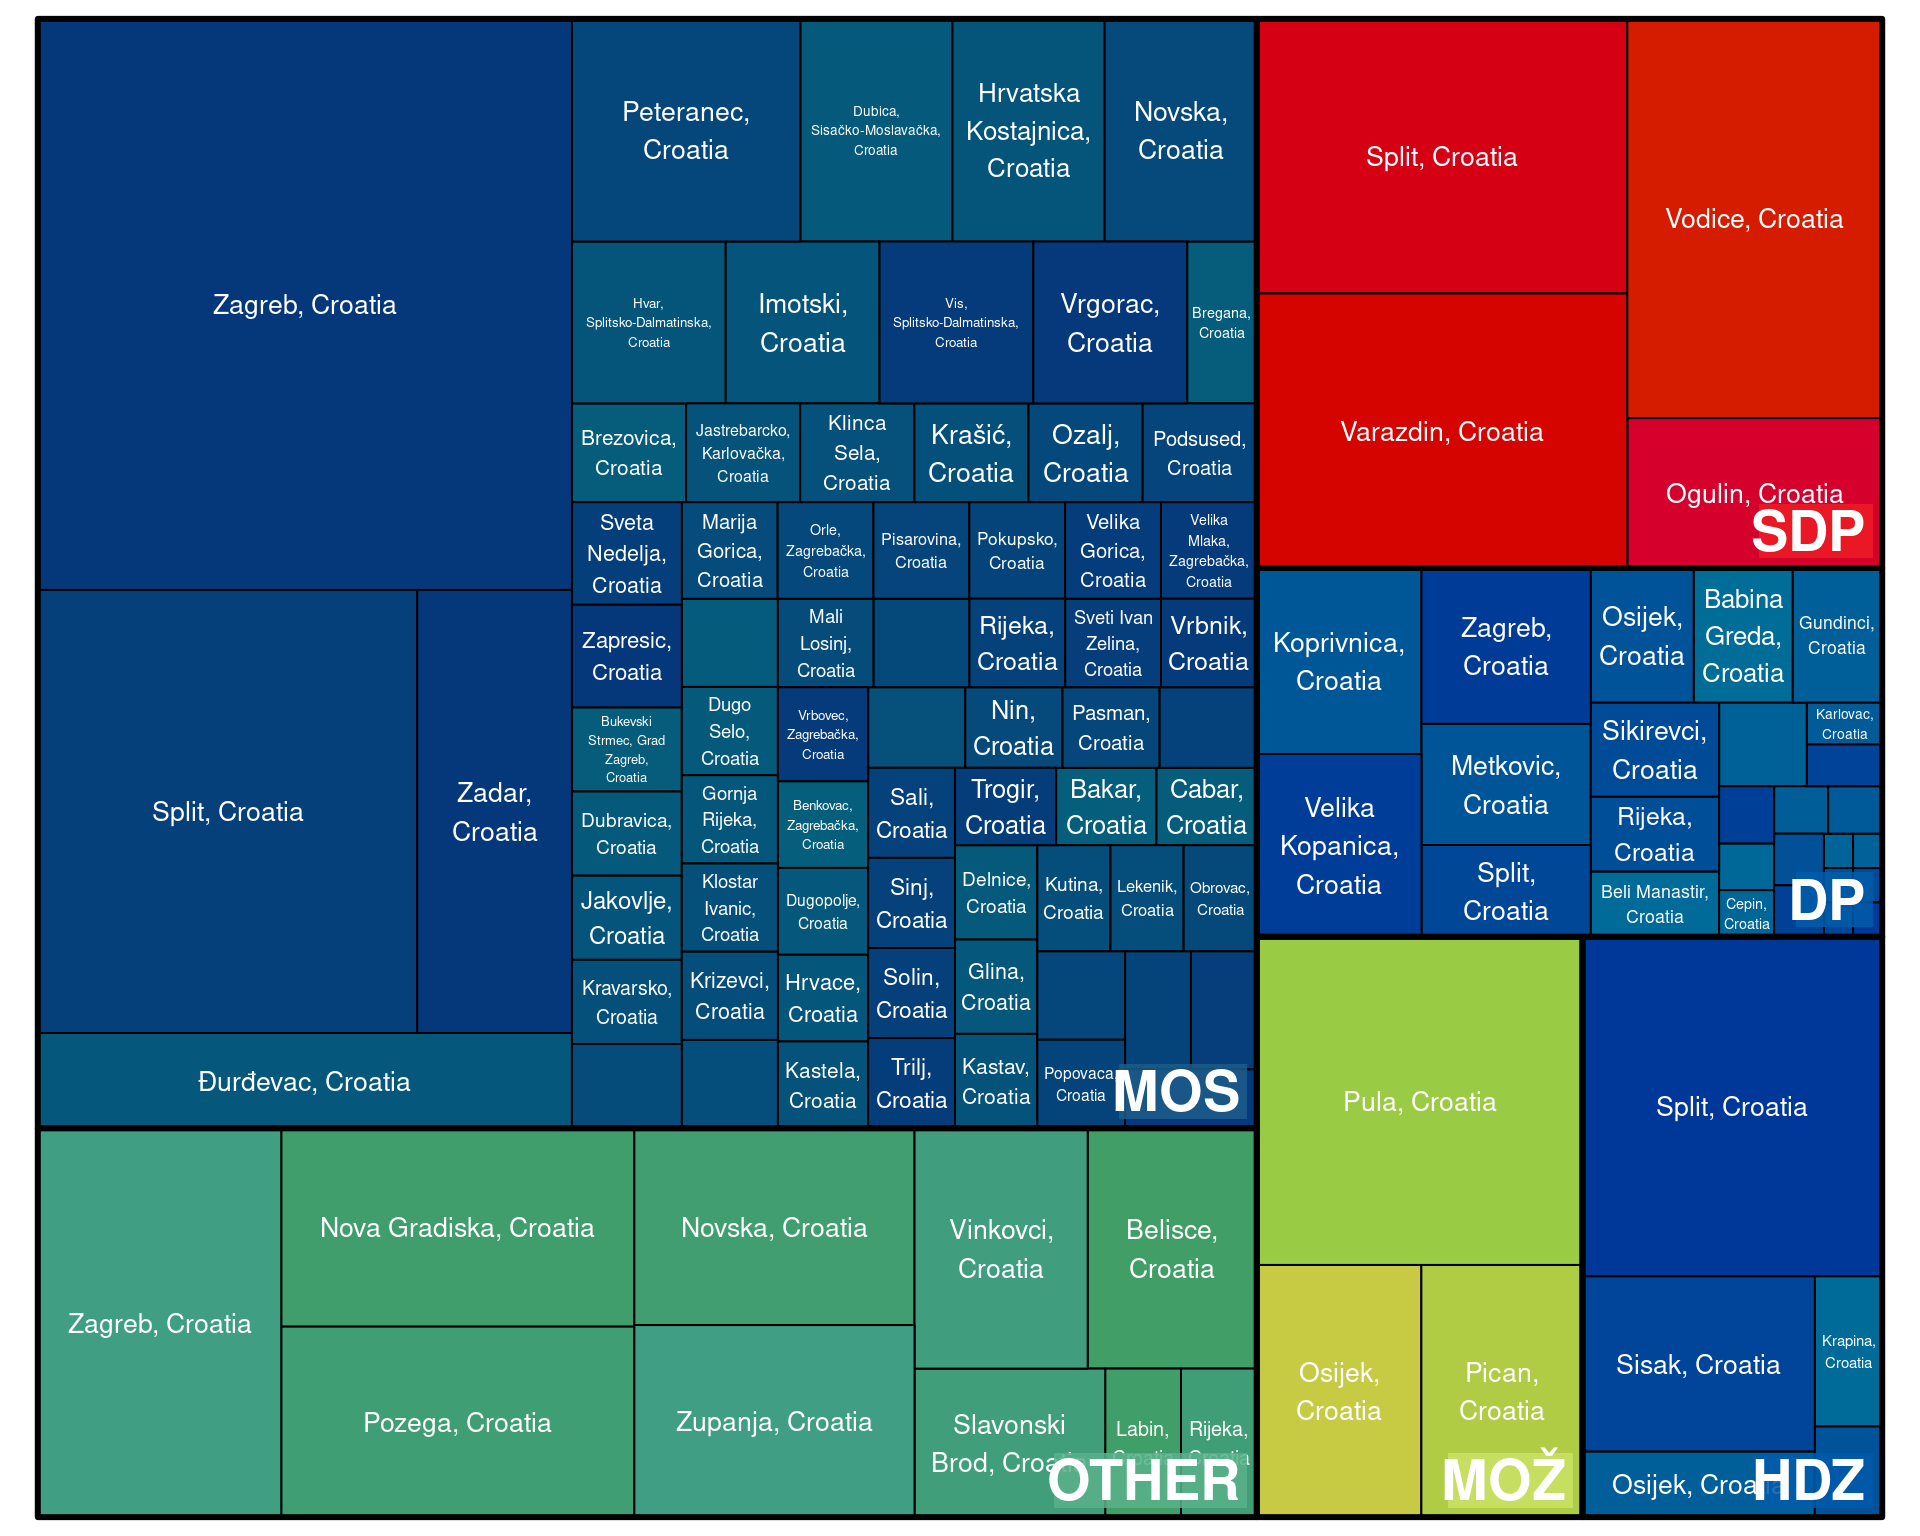 Zagreb, Croatia
Split, Croatia
Zadar,
Croatia
Đurđevac, Croatia
Peteranec,
Croatia
Dubica,
Sisačko-Moslavačka,
Croatia
Hrvatska
Kostajnica,
Croatia
Novska,
Croatia
Hvar,
Splitsko-Dalmatinska,
Croatia
Imotski,
Croatia
Vis,
Splitsko-Dalmatinska,
Croatia
Vrgorac,
Croatia
Bregana,
Croatia
Brezovica,
Croatia
Jastrebarcko,
Karlovačka,
Croatia
Klinca
Sela,
Croatia
Krašić,
Croatia
Ozalj,
Croatia
Podsused,
Croatia
Sveta
Nedelja,
Croatia
Zapresic,
Croatia
Bukevski
Strmec, Grad
Zagreb,
Croatia
Dubravica,
Croatia
Jakovlje,
Croatia
Kravarsko,
Croatia
Marija
Gorica,
Croatia
Orle,
Zagrebačka,
Croatia
Pisarovina,
Croatia
Pokupsko,
Croatia
Velika
Gorica,
Croatia
Velika
Mlaka,
Zagrebačka,
Croatia
Mali
Losinj,
Croatia
Rijeka,
Croatia
Sveti Ivan
Zelina,
Croatia
Vrbnik,
Croatia
Dugo
Selo,
Croatia
Gornja
Rijeka,
Croatia
Klostar
Ivanic,
Croatia
Krizevci,
Croatia
Vrbovec,
Zagrebačka,
Croatia
Benkovac,
Zagrebačka,
Croatia
Dugopolje,
Croatia
Hrvace,
Croatia
Kastela,
Croatia
Nin,
Croatia
Pasman,
Croatia
Sali,
Croatia
Sinj,
Croatia
Solin,
Croatia
Trilj,
Croatia
Trogir,
Croatia
Bakar,
Croatia
Cabar,
Croatia
Delnice,
Croatia
Glina,
Croatia
Kastav,
Croatia
Kutina,
Croatia
Lekenik,
Croatia
Obrovac,
Croatia
Popovaca,
Croatia
MOS
Zagreb, Croatia
Nova Gradiska, Croatia
Pozega, Croatia
Novska, Croatia
Zupanja, Croatia
Vinkovci,
Croatia
Belisce,
Croatia
Slavonski
Brod, Croatia
Labin,
Croatia
Rijeka,
Croatia
OTHER
Split, Croatia
Varazdin, Croatia
Vodice, Croatia
Ogulin, Croatia
SDP
Koprivnica,
Croatia
Velika
Kopanica,
Croatia
Zagreb,
Croatia
Metkovic,
Croatia
Split,
Croatia
Osijek,
Croatia
Babina
Greda,
Croatia
Gundinci,
Croatia
Sikirevci,
Croatia
Rijeka,
Croatia
Beli Manastir,
Croatia
Karlovac,
Croatia
Cepin,
Croatia
DP
Pula, Croatia
Osijek,
Croatia
Pican,
Croatia
MOŽ
Split, Croatia
Sisak, Croatia
Krapina,
Croatia
Osijek, Croatia
HDZ